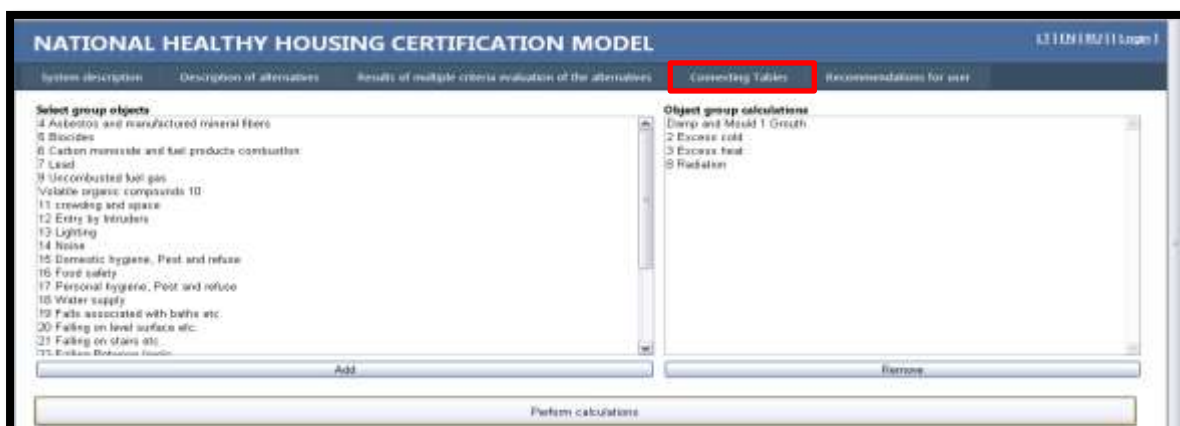 NATIONAL HEALTHY HOUSING CERTIFICATION MODEL
LT | EN | RU | | Login |
System description Description of alternatives Results of multiple criteria evaluation of the alternatives Connecting Tables Recommendations for user
Select group objects
4 Asbestos and manufactured mineral fibers
5 Biocides
6 Carbon monoxide and fuel products combustion
7 Lead
9 Uncombusted fuel gas
Volatile organic compounds 10
11 crowding and space
12 Entry by Intruders
13 Lighting
14 Noise
15 Domestic hygiene, Pest and refuse
16 Food safety
17 Personal hygiene, Pest and refuse
18 Water supply
19 Falls associated with baths etc
20 Falling on level surface etc.
21 Falling on stairs etc
Add
Object group calculations
Damp and Mould 1 Grouth
2 Excess cold
3 Excess heat
8 Radiation
Remove
Perform calculations